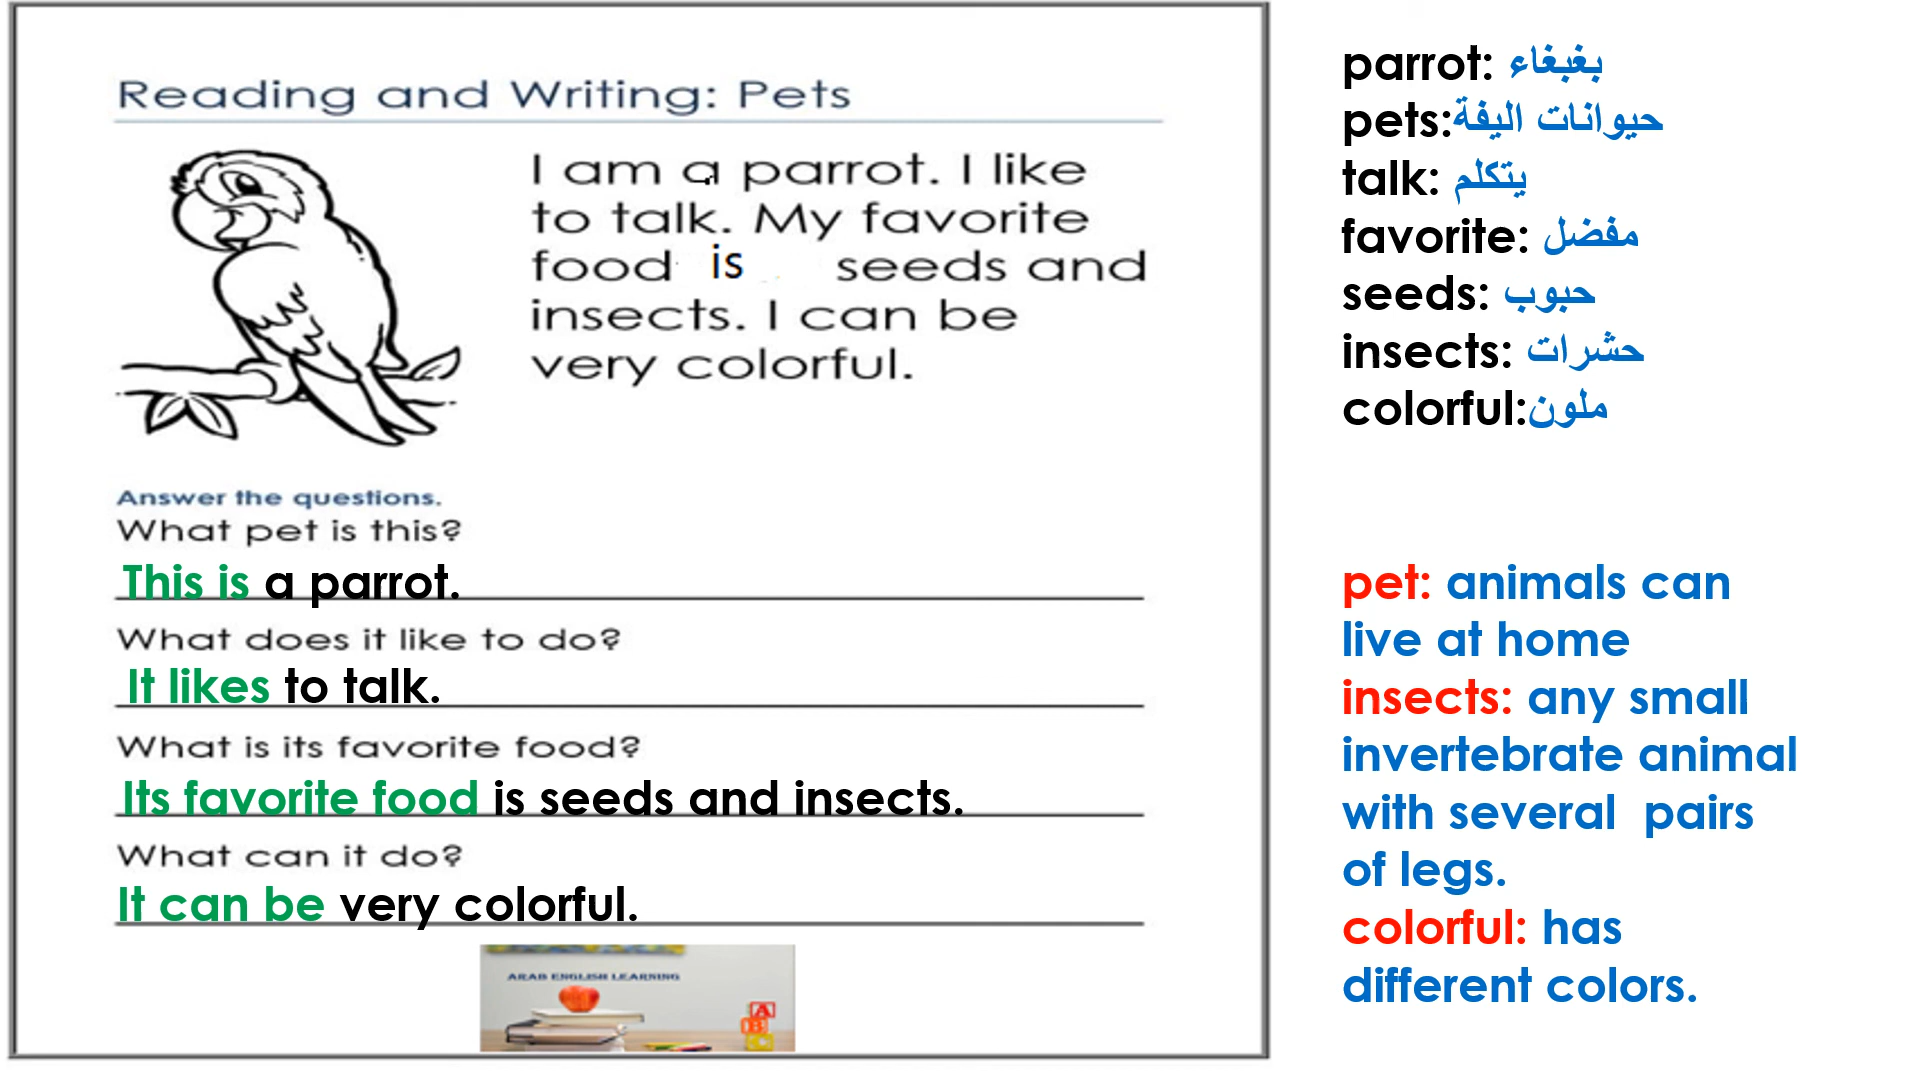 Reading and Writing: Pets
I am a parrot. I like
to talk. My favorite
food is seeds and
insects. I can be
very colorful.
Answer the questions.
What pet is this?
This is a parrot.
What does it like to do?
It likes to talk.
What is its favorite food?
Its favorite food is seeds and insects.
What can it do?
It can be very colorful.
ARAB ENGLISH LEARNING
A
B
parrot: بغبغاء
pets:حيوانات اليفة
talk: يتكلم
favorite: مفضل
seeds: حبوب
insects: حشرات
colorful:ملون
pet: animals can
live at home
insects: any small
invertebrate animal
with several pairs
of legs.
colorful: has
different colors.